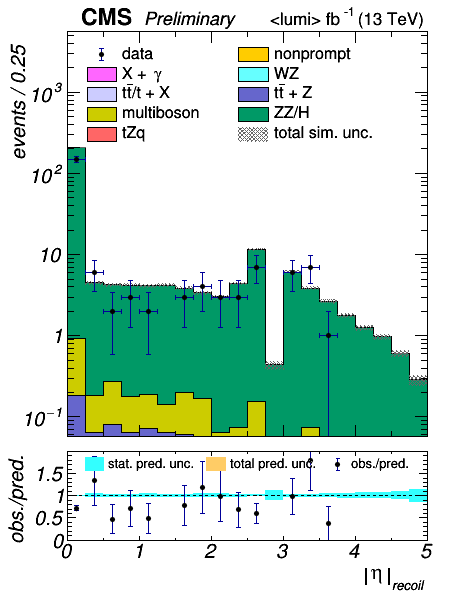 CMS Preliminary <lumi> fb⁻¹ (13 TeV)
events / 0.25
data
nonprompt
X + γ
WZ
tt̄/t + X
tt̄ + Z
multiboson
ZZ/H
tZq
total sim. unc.
10³
10²
10
1
10⁻¹
obs./pred.
stat. pred. unc.
total pred. unc.
obs./pred.
1.5
1
0.5
0
0 1 2 3 4 5
|η|recoil